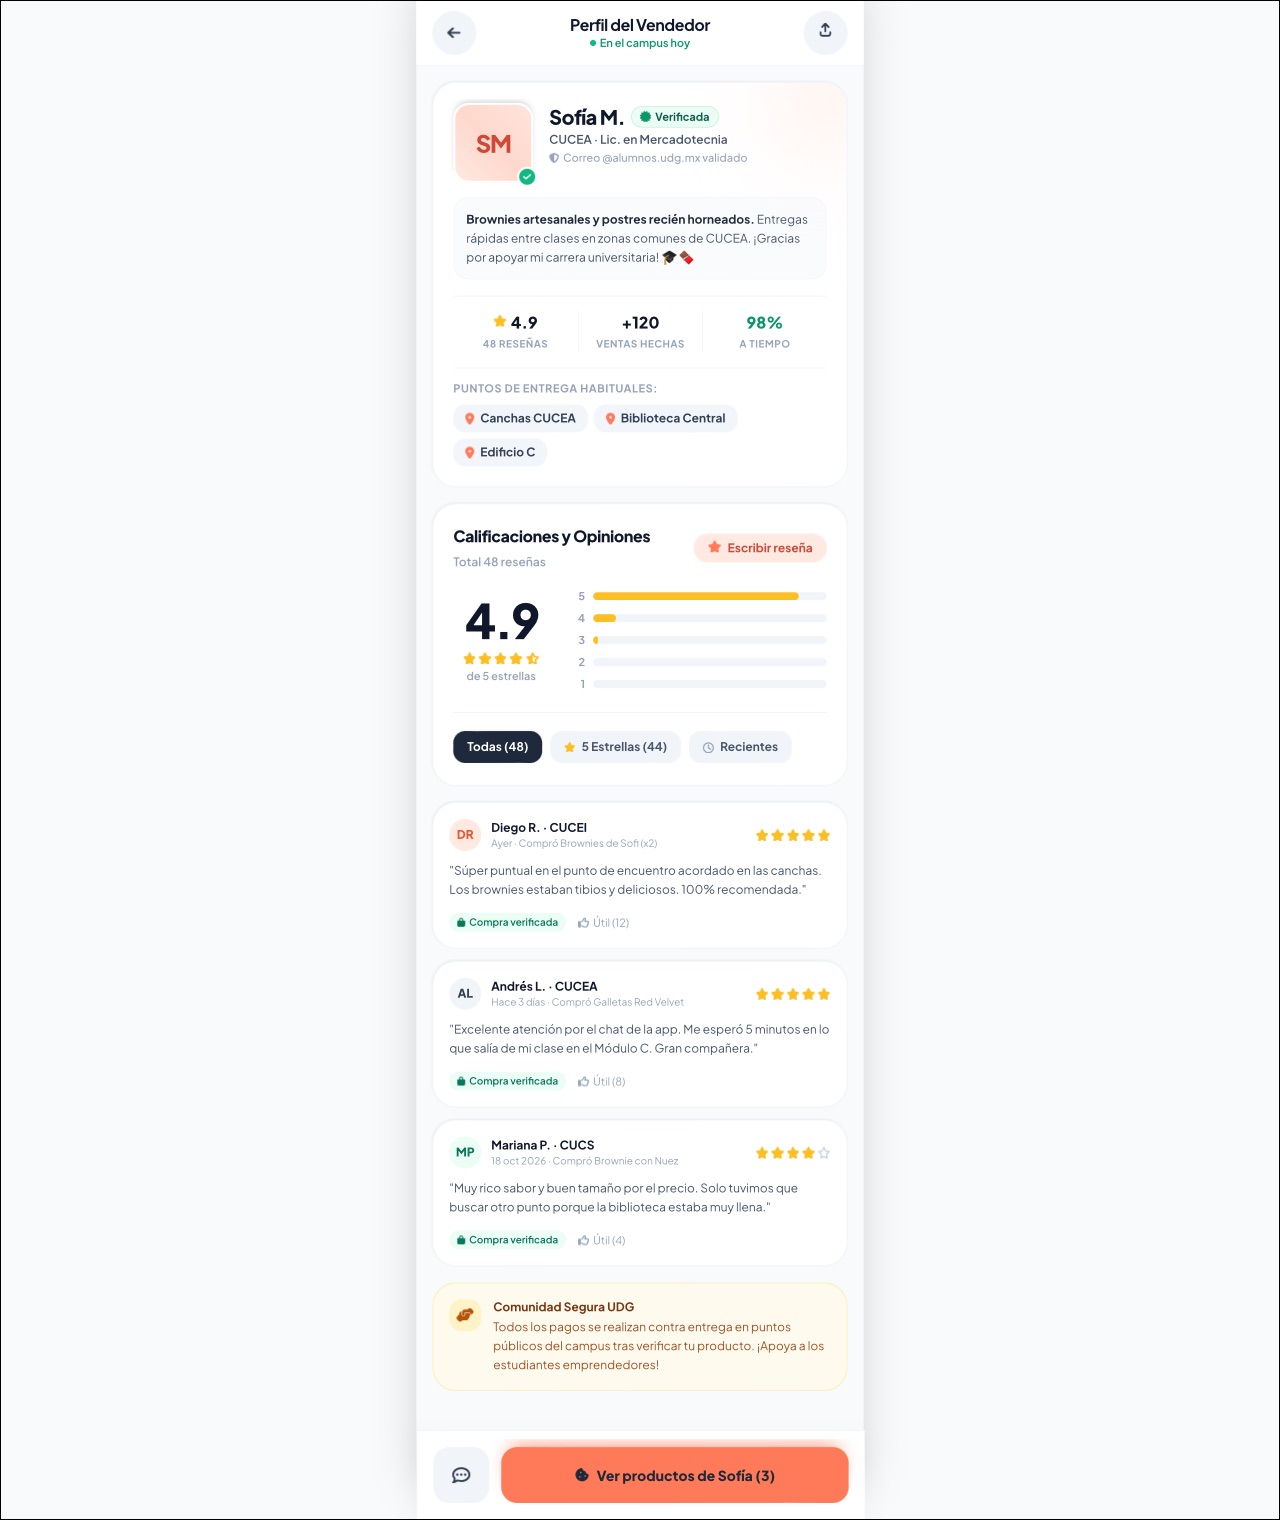 Perfil del Vendedor
En el campus hoy
SM
Sofía M.
Verificada
CUCEA · Lic. en Mercadotecnia
Correo @alumnos.udg.mx validado
Brownies artesanales y postres recién horneados. Entregas
rápidas entre clases en zonas comunes de CUCEA. ¡Gracias
por apoyar mi carrera universitaria! 🎓🍫
4.9
48 RESEÑAS
+120
VENTAS HECHAS
98%
A TIEMPO
PUNTOS DE ENTREGA HABITUALES:
Canchas CUCEA
Biblioteca Central
Edificio C
Calificaciones y Opiniones
Total 48 reseñas
Escribir reseña
4.9
de 5 estrellas
5
4
3
2
1
Todas (48)
5 Estrellas (44)
Recientes
DR
Diego R. · CUCEI
Ayer · Compró Brownies de Sofi (x2)
"Súper puntual en el punto de encuentro acordado en las canchas.
Los brownies estaban tibios y deliciosos. 100% recomendada."
Compra verificada
Útil (12)
AL
Andrés L. · CUCEA
Hace 3 días · Compró Galletas Red Velvet
"Excelente atención por el chat de la app. Me esperó 5 minutos en lo
que salía de mi clase en el Módulo C. Gran compañera."
Compra verificada
Útil (8)
MP
Mariana P. · CUCS
18 oct 2026 · Compró Brownie con Nuez
"Muy rico sabor y buen tamaño por el precio. Solo tuvimos que
buscar otro punto porque la biblioteca estaba muy llena."
Compra verificada
Útil (4)
Comunidad Segura UDG
Todos los pagos se realizan contra entrega en puntos
públicos del campus tras verificar tu producto. ¡Apoya a los
estudiantes emprendedores!
Ver productos de Sofía (3)